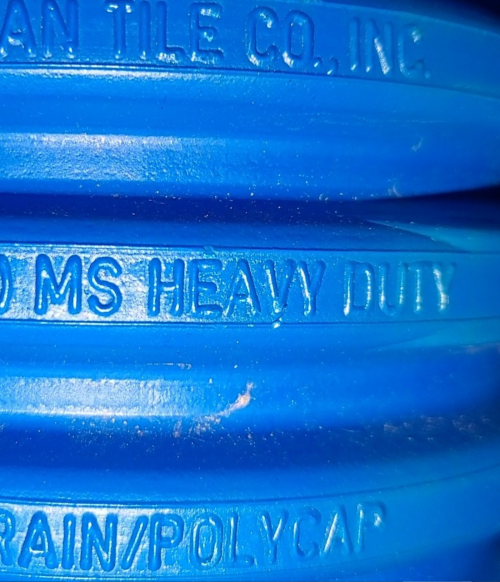 AN TILE CO., INC.
MS HEAVY DUTY
RAIN/POLYCAP